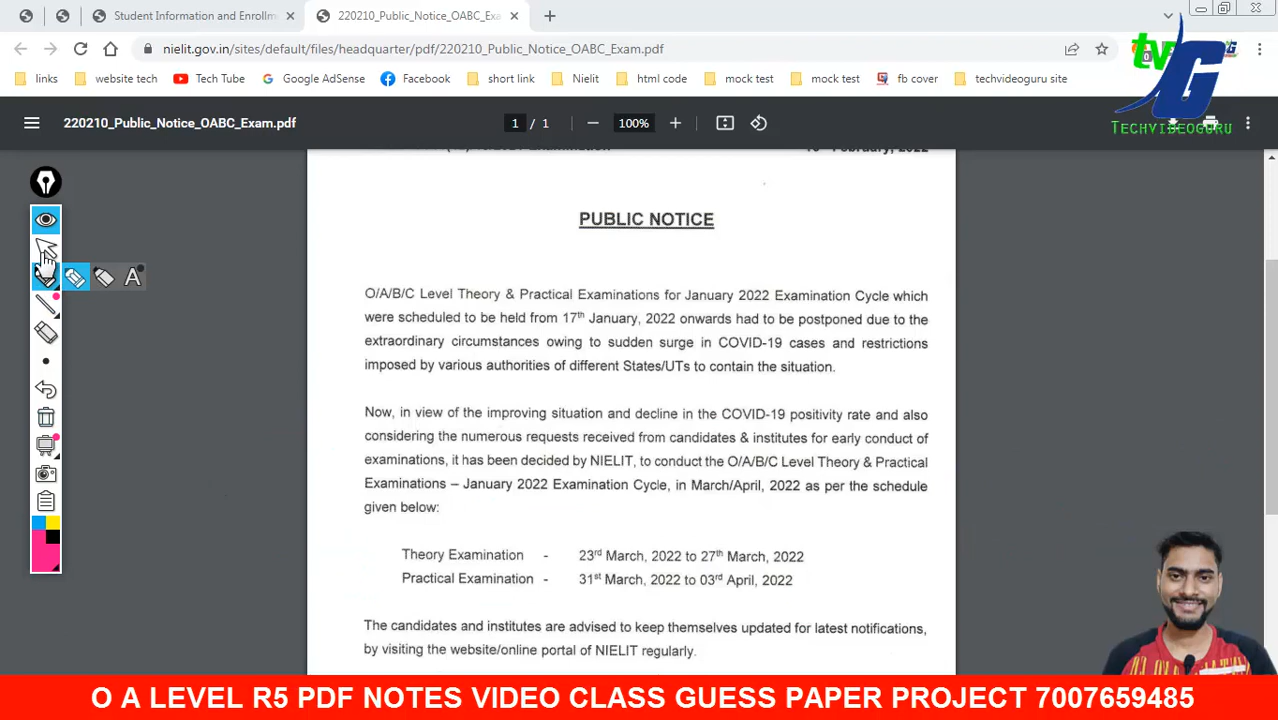 Student Information and Enrollm
220210_Public_Notice_OABC_Exa
nielit.gov.in/sites/default/files/headquarter/pdf/220210_Public_Notice_OABC_Exam.pdf
links
website tech
Tech Tube
Google AdSense
Facebook
short link
Nielit
html code
mock test
mock test
fb cover
techvideoguru site
tv G
TECHVIDEOGURU
220210_Public_Notice_OABC_Exam.pdf
1 / 1
100%
February, 2022
PUBLIC NOTICE
O/A/B/C Level Theory & Practical Examinations for January 2022 Examination Cycle which
were scheduled to be held from 17th January, 2022 onwards had to be postponed due to the
extraordinary circumstances owing to sudden surge in COVID-19 cases and restrictions
imposed by various authorities of different States/UTs to contain the situation.
Now, in view of the improving situation and decline in the COVID-19 positivity rate and also
considering the numerous requests received from candidates & institutes for early conduct of
examinations, it has been decided by NIELIT, to conduct the O/A/B/C Level Theory & Practical
Examinations – January 2022 Examination Cycle, in March/April, 2022 as per the schedule
given below:
Theory Examination - 23rd March, 2022 to 27th March, 2022
Practical Examination - 31st March, 2022 to 03rd April, 2022
The candidates and institutes are advised to keep themselves updated for latest notifications,
by visiting the website/online portal of NIELIT regularly.
A
O A LEVEL R5 PDF NOTES VIDEO CLASS GUESS PAPER PROJECT 7007659485